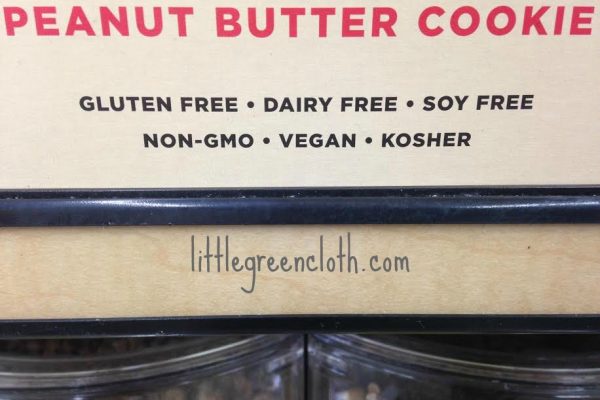 PEANUT BUTTER COOKIE
GLUTEN FREE • DAIRY FREE • SOY FREE
NON-GMO • VEGAN • KOSHER
littlegreencloth.com